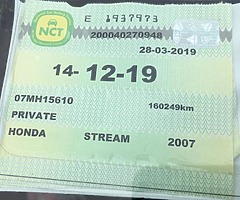 E 1937973
NCT
200040270948
28-03-2019
14- 12-19
07MH15610
160249km
PRIVATE
HONDA STREAM 2007